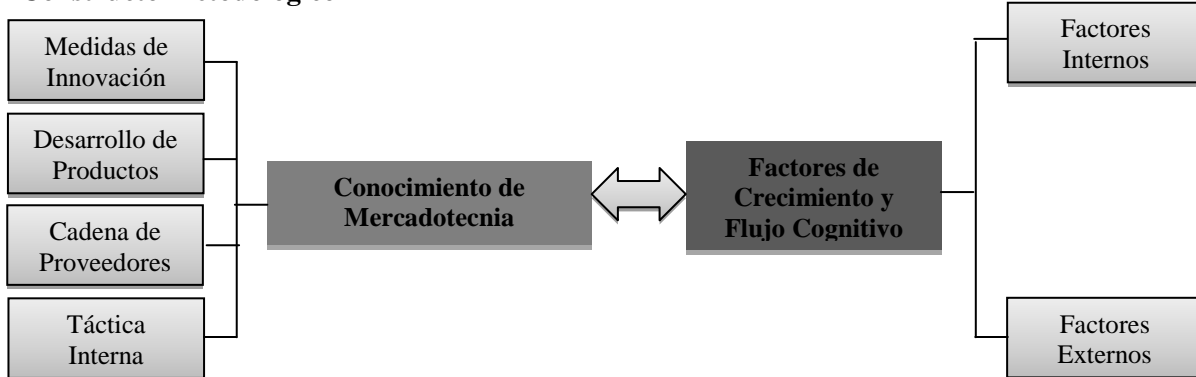 Medidas de
Innovación
Desarrollo de
Productos
Cadena de
Proveedores
Táctica
Interna
Conocimiento de
Mercadotecnia
Factores de
Crecimiento y
Flujo Cognitivo
Factores
Internos
Factores
Externos